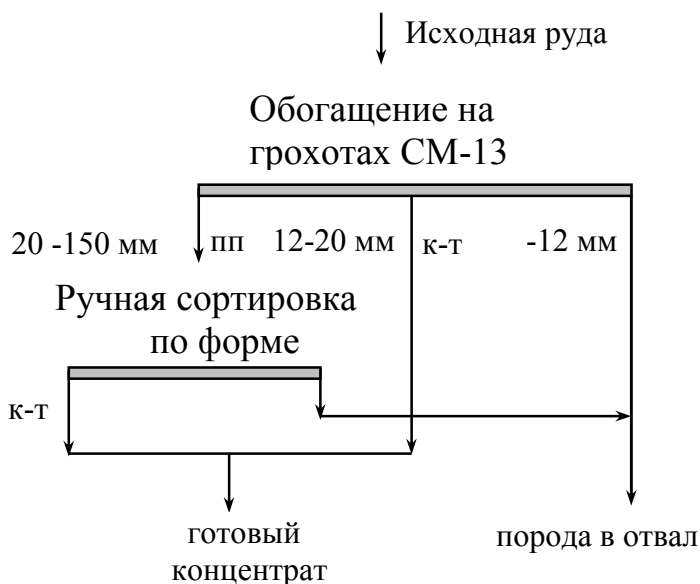 Исходная руда
Обогащение на
грохотах СМ-13
20 -150 мм
пп
12-20 мм
к-т
-12 мм
Ручная сортировка
по форме
к-т
готовый
концентрат
порода в отвал